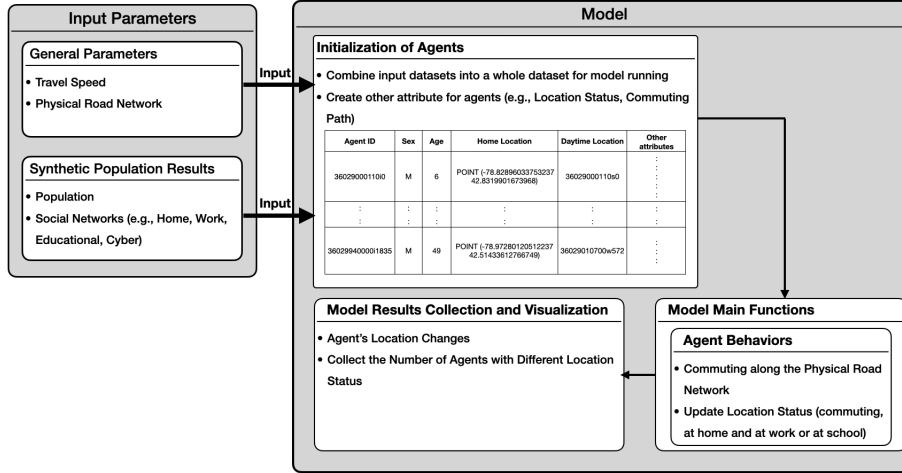 Input Parameters
General Parameters
• Travel Speed
• Physical Road Network
Synthetic Population Results
• Population
• Social Networks (e.g., Home, Work,
Educational, Cyber)
Input
Input
Model
Initialization of Agents
• Combine input datasets into a whole dataset for model running
• Create other attribute for agents (e.g., Location Status, Commuting
Path)
Agent ID Sex Age Home Location Daytime Location Other attributes
36029000110i0 M 6 POINT (-78.82896033753237 42.8319901673968) 36029000110s0 : : : : : :
: : : : : :
: : : : : :
36029940000i1835 M 49 POINT (-78.97280120512237 42.51433612766749) 36029010700w572 : : : :
Model Main Functions
Agent Behaviors
• Commuting along the Physical Road
Network
• Update Location Status (commuting,
at home and at work or at school)
Model Results Collection and Visualization
• Agent's Location Changes
• Collect the Number of Agents with Different Location
Status